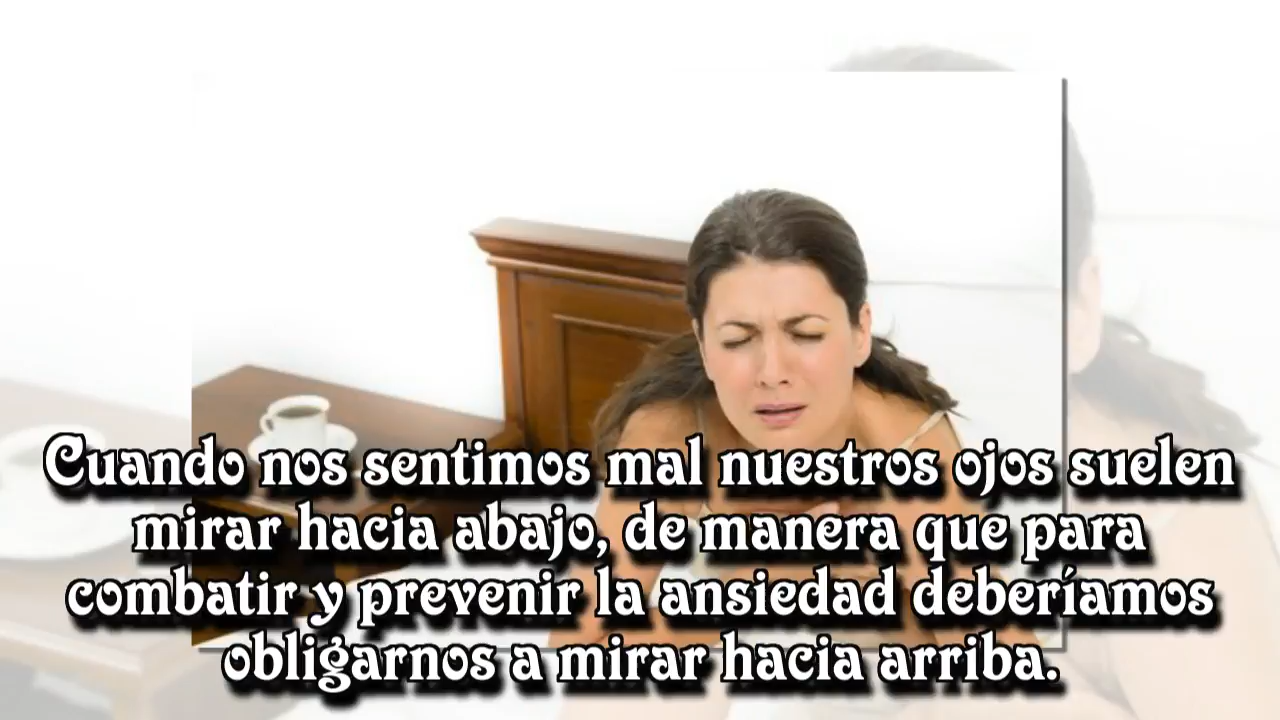 Cuando nos sentimos mal nuestros ojos suelen
mirar hacia abajo, de manera que para
combatir y prevenir la ansiedad deberíamos
obligarnos a mirar hacia arriba.